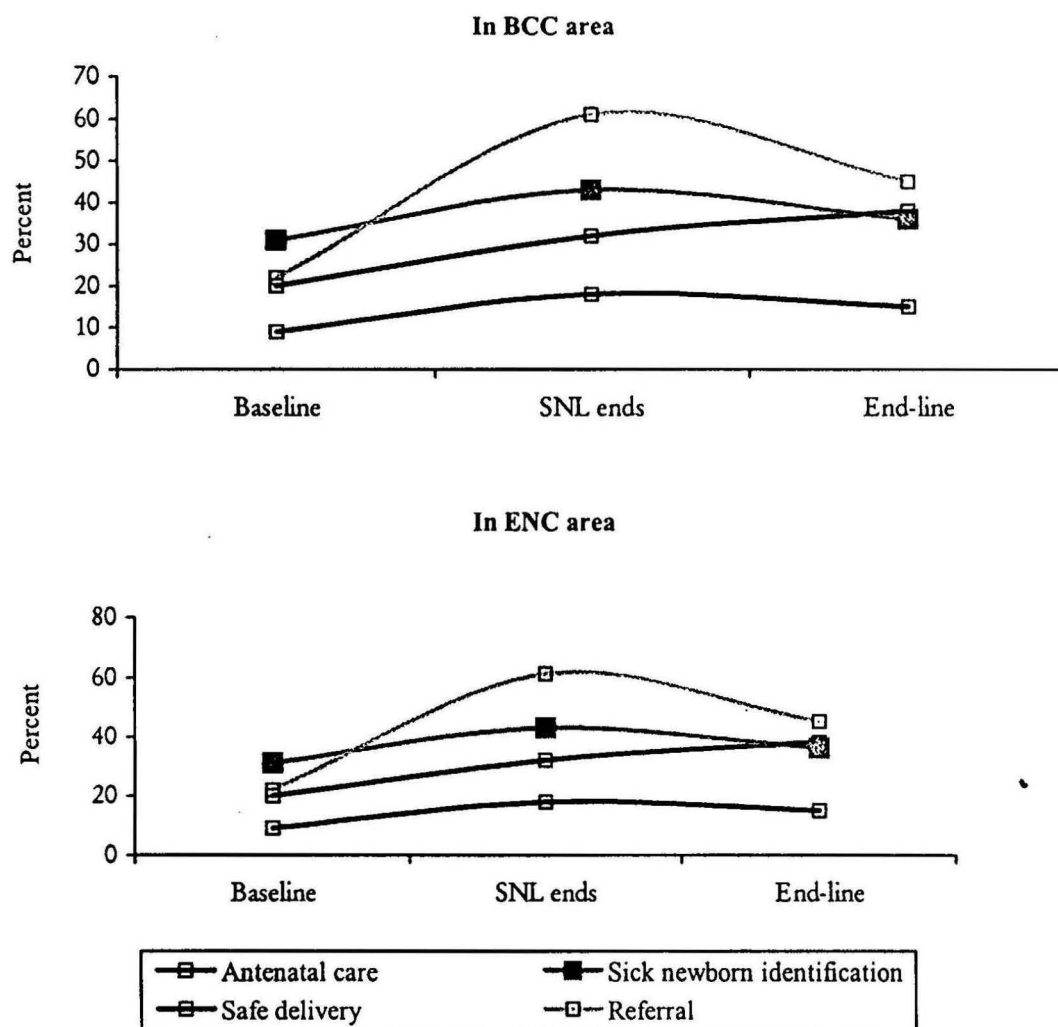 In BCC area
70
60
50
40
30
20
10
0
Percent
Baseline SNL ends End-line
In ENC area
80
60
40
20
0
Percent
Baseline SNL ends End-line
Antenatal care Sick newborn identification
Safe delivery Referral